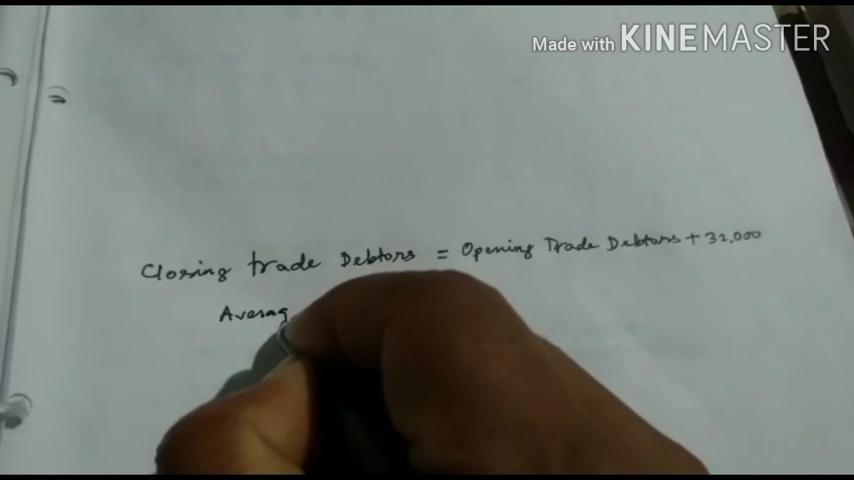 Made with KINEMASTER
Closing trade Debtors = Opening Trade Debtors + 32,000
Averag